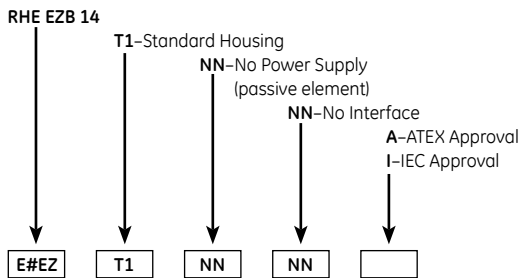 RHE EZB 14
T1–Standard Housing
NN–No Power Supply
(passive element)
NN–No Interface
A–ATEX Approval
I–IEC Approval
E#EZ T1 NN NN